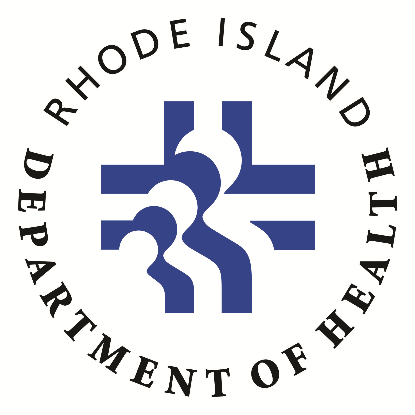 RHODE ISLAND
DEPARTMENT OF HEALTH